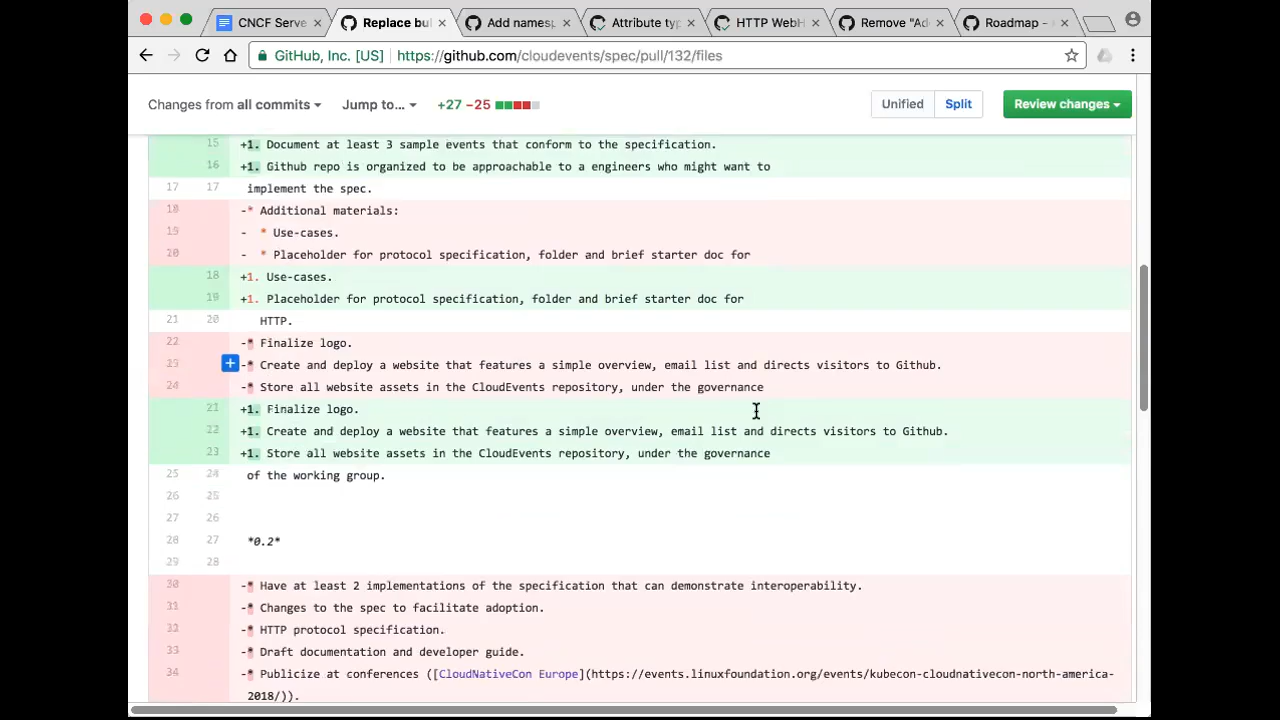 CNCF Serve
Replace bu
Add namesp
Attribute typ
HTTP WebH
Remove "Ad
Roadmap –
GitHub, Inc. [US] https://github.com/cloudevents/spec/pull/132/files
Changes from all commits Jump to... +27 −25 Unified Split Review changes
15 +1. Document at least 3 sample events that conform to the specification.
16 +1. Github repo is organized to be approachable to a engineers who might want to
17 17 implement the spec.
18 -* Additional materials:
19 - * Use-cases.
20 - * Placeholder for protocol specification, folder and brief starter doc for
18 +1. Use-cases.
19 +1. Placeholder for protocol specification, folder and brief starter doc for
21 20 HTTP.
22 -* Finalize logo.
23 -* Create and deploy a website that features a simple overview, email list and directs visitors to Github.
24 -* Store all website assets in the CloudEvents repository, under the governance
21 +1. Finalize logo.
22 +1. Create and deploy a website that features a simple overview, email list and directs visitors to Github.
23 +1. Store all website assets in the CloudEvents repository, under the governance
25 24 of the working group.
26 25
27 26
28 27 *0.2*
29 28
30 -* Have at least 2 implementations of the specification that can demonstrate interoperability.
31 -* Changes to the spec to facilitate adoption.
32 -* HTTP protocol specification.
33 -* Draft documentation and developer guide.
34 -* Publicize at conferences ([CloudNativeCon Europe](https://events.linuxfoundation.org/events/kubecon-cloudnativecon-north-america-
2018/)).